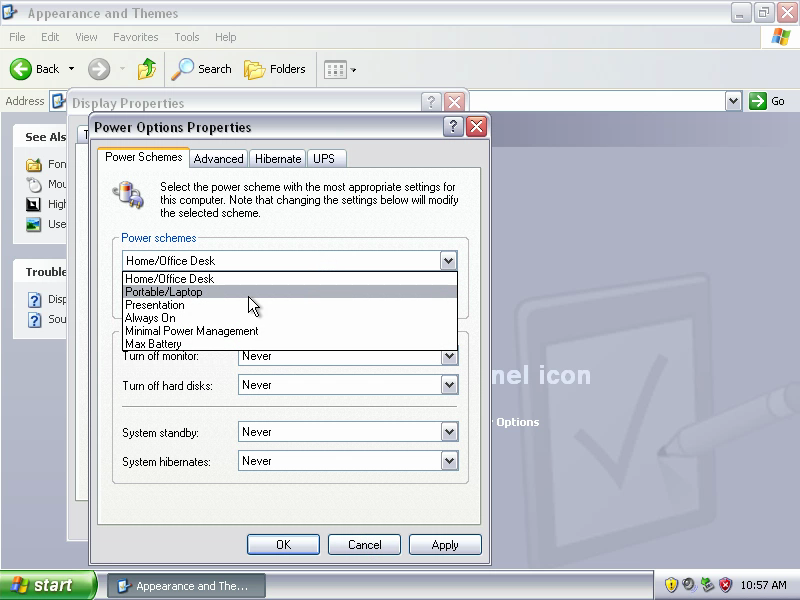 Appearance and Themes
File Edit View Favorites Tools Help
Back Search Folders
Address Go
Display Properties
Power Options Properties
See Als
T
Power Schemes Advanced Hibernate UPS
Fon
Mou
High
Use
Select the power scheme with the most appropriate settings for
this computer. Note that changing the settings below will modify
the selected scheme.
Power schemes
Home/Office Desk
Home/Office Desk
Portable/Laptop
Presentation
Always On
Minimal Power Management
Max Battery
Trouble
Disp
Sou
Turn off monitor: Never
Turn off hard disks: Never
System standby: Never
System hibernates: Never
nel icon
Options
OK Cancel Apply
start Appearance and The... 10:57 AM